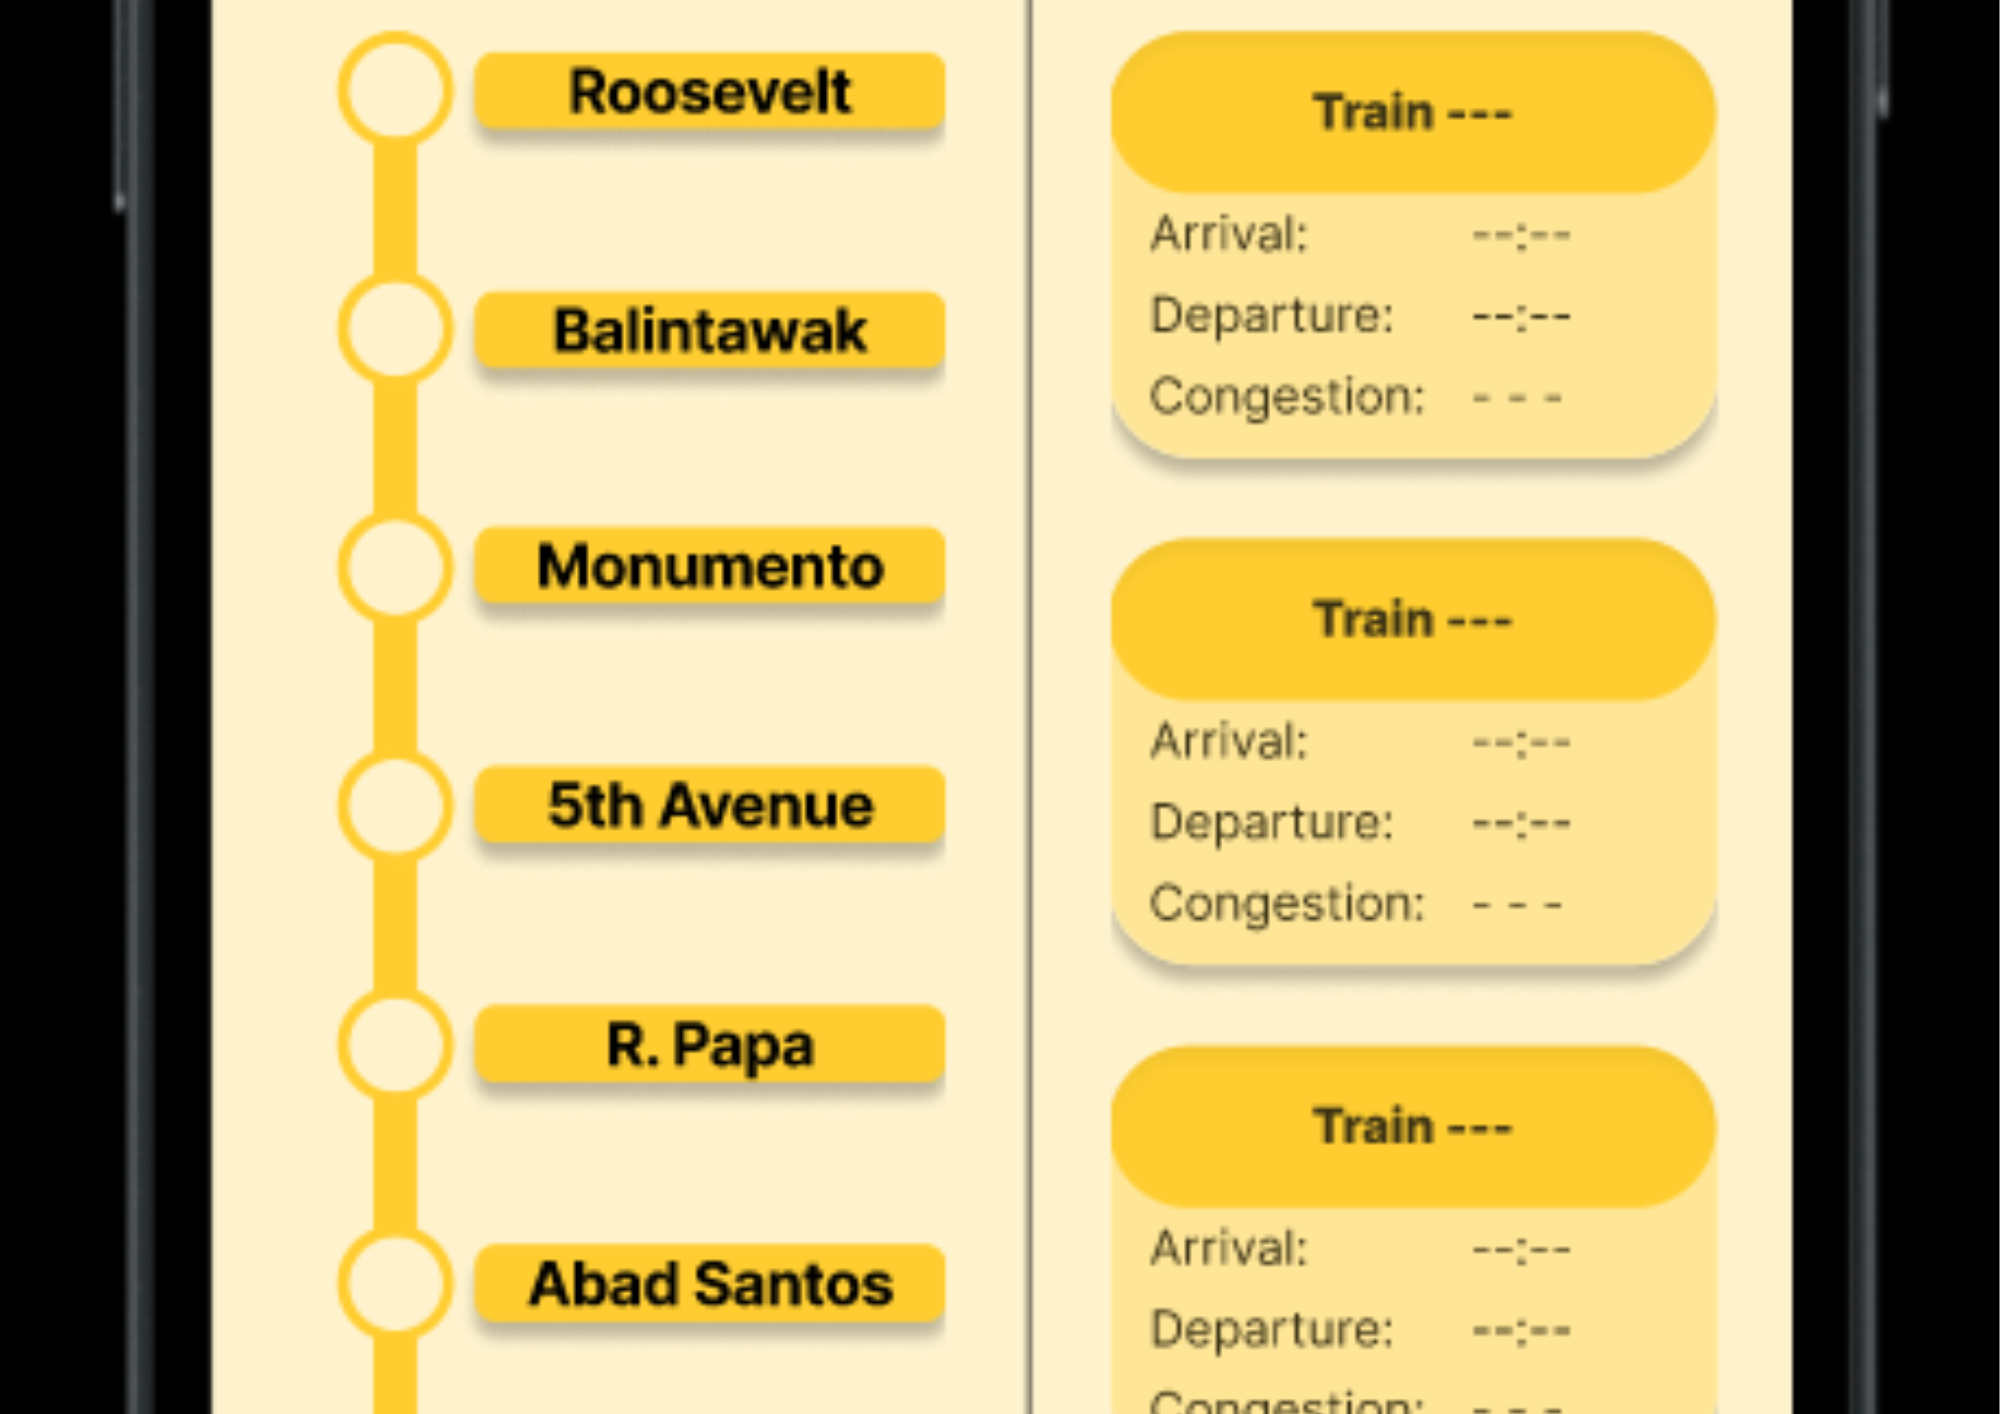 Roosevelt
Balintawak
Monumento
5th Avenue
R. Papa
Abad Santos
Train ---
Arrival: --:--
Departure: --:--
Congestion: - - -
Train ---
Arrival: --:--
Departure: --:--
Congestion: - - -
Train ---
Arrival: --:--
Departure: --:--
Congestion: - - -